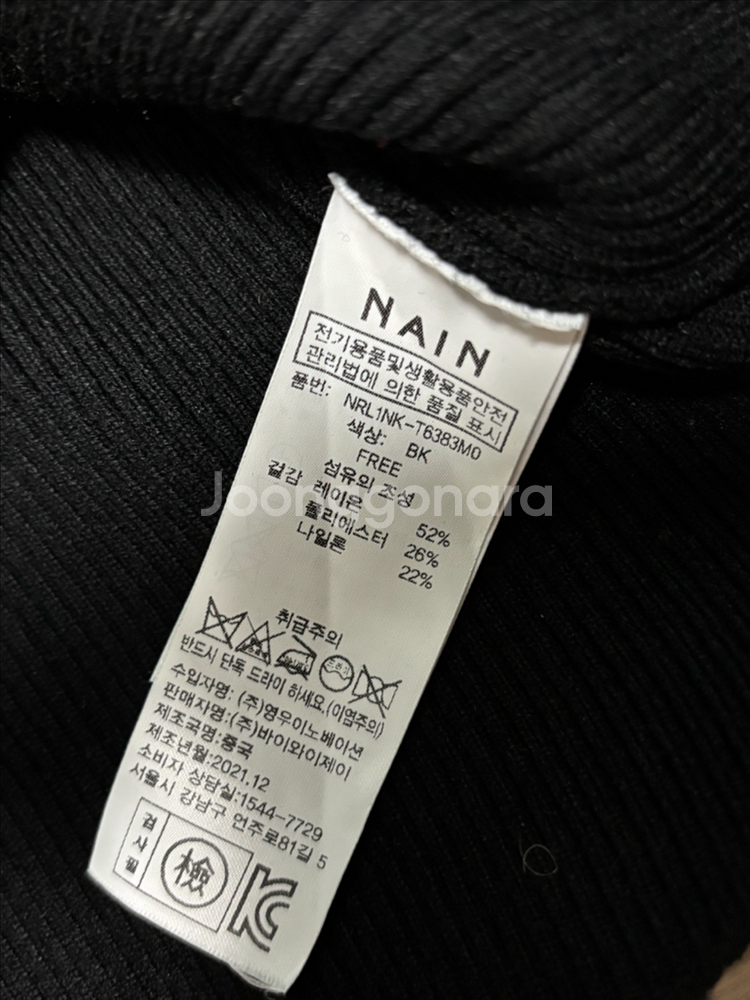 NAIN
전기용품및생활용품안전
관리법에 의한 품질 표시
품번: NRL1NK-T6383M0
색상: BK
FREE
섬유의 조성
겉감 레이온 52%
폴리에스터 26%
나일론 22%
취급주의
반드시 단독 드라이 하세요.(이염주의)
수입자명: (주)영우이노베이션
판매자명:(주)바이와이제이
제조국명:중국
제조년월:2021.12
소비자 상담실:1544-7729
서울시 강남구 언주로81길 5
검사필
檢
Joonggonara